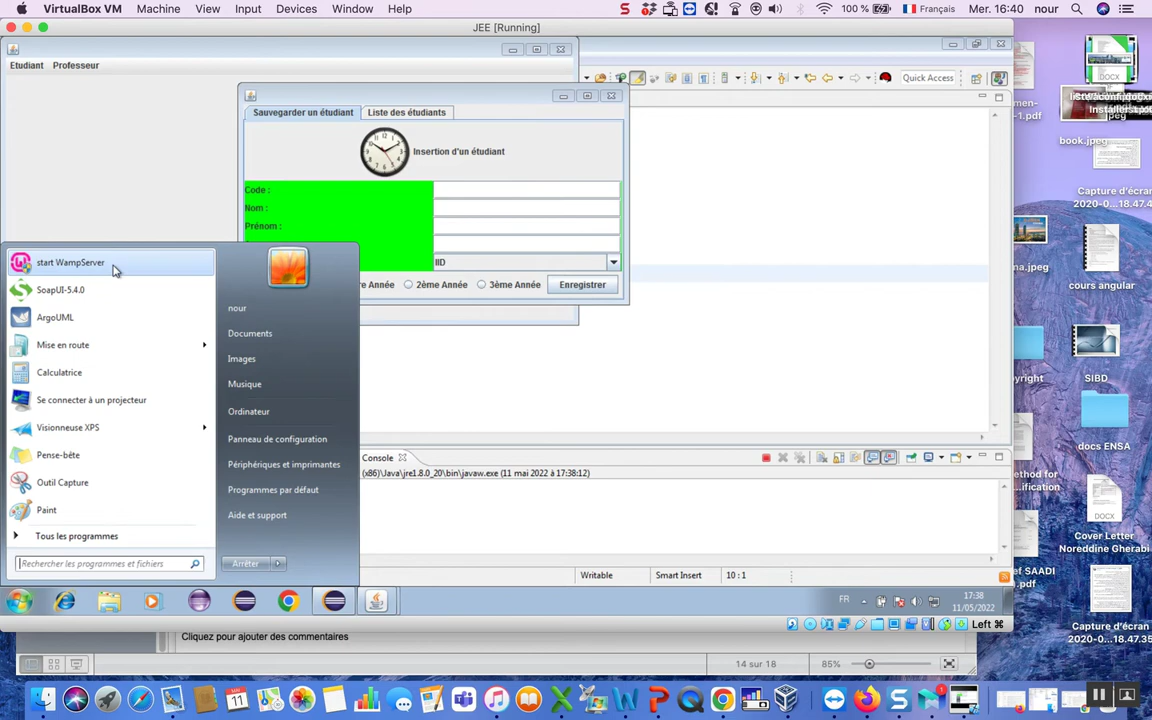 VirtualBox VM Machine View Input Devices Window Help
100 % Français Mer. 16:40 nour
JEE [Running]
Etudiant Professeur
Quick Access
Sauvegarder un étudiant Liste des étudiants
Insertion d'un étudiant
Code :
Nom :
Prénom :
IID
2ème Année 3ème Année Enregistrer
start WampServer
SoapUI-5.4.0
ArgoUML
Mise en route
Calculatrice
Se connecter à un projecteur
Visionneuse XPS
Pense-bête
Outil Capture
Paint
Tous les programmes
Rechercher les programmes et fichiers
nour
Documents
Images
Musique
Ordinateur
Panneau de configuration
Périphériques et imprimantes
Programmes par défaut
Aide et support
Arrêter
Console
(x86)\Java\jre1.8.0_20\bin\javaw.exe (11 mai 2022 à 17:38:12)
Writable Smart Insert 10 : 1
FR 17:38
11/05/2022
Left ⌘
Cliquez pour ajouter des commentaires
14 sur 18 85%
DOCX
book.jpeg
Capture d'écran
2020-0...18.47.4
cours angular
SIBD
docs ENSA
DOCX
Cover Letter
Noreddine Gherabi
Capture d'écran
2020-0...18.47.35